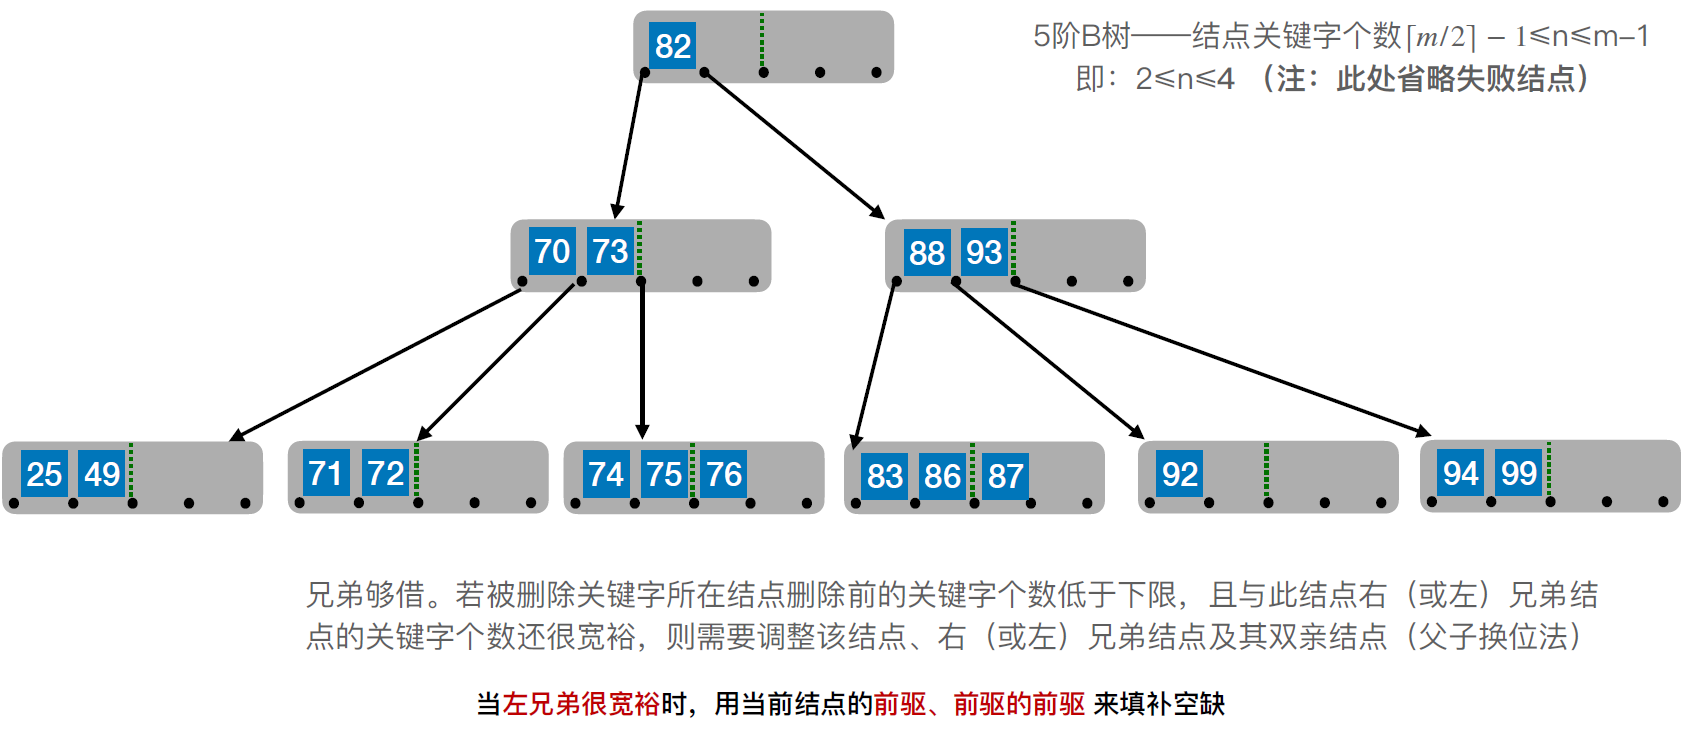 82
5阶B树——结点关键字个数⌈m/2⌉ − 1≤n≤m–1
即：2≤n≤4 （注：此处省略失败结点）
70 73
88 93
25 49
71 72
74 75 76
83 86 87
92
94 99
兄弟够借。若被删除关键字所在结点删除前的关键字个数低于下限，且与此结点右（或左）兄弟结
点的关键字个数还很宽裕，则需要调整该结点、右（或左）兄弟结点及其双亲结点（父子换位法）
当左兄弟很宽裕时，用当前结点的前驱、前驱的前驱 来填补空缺